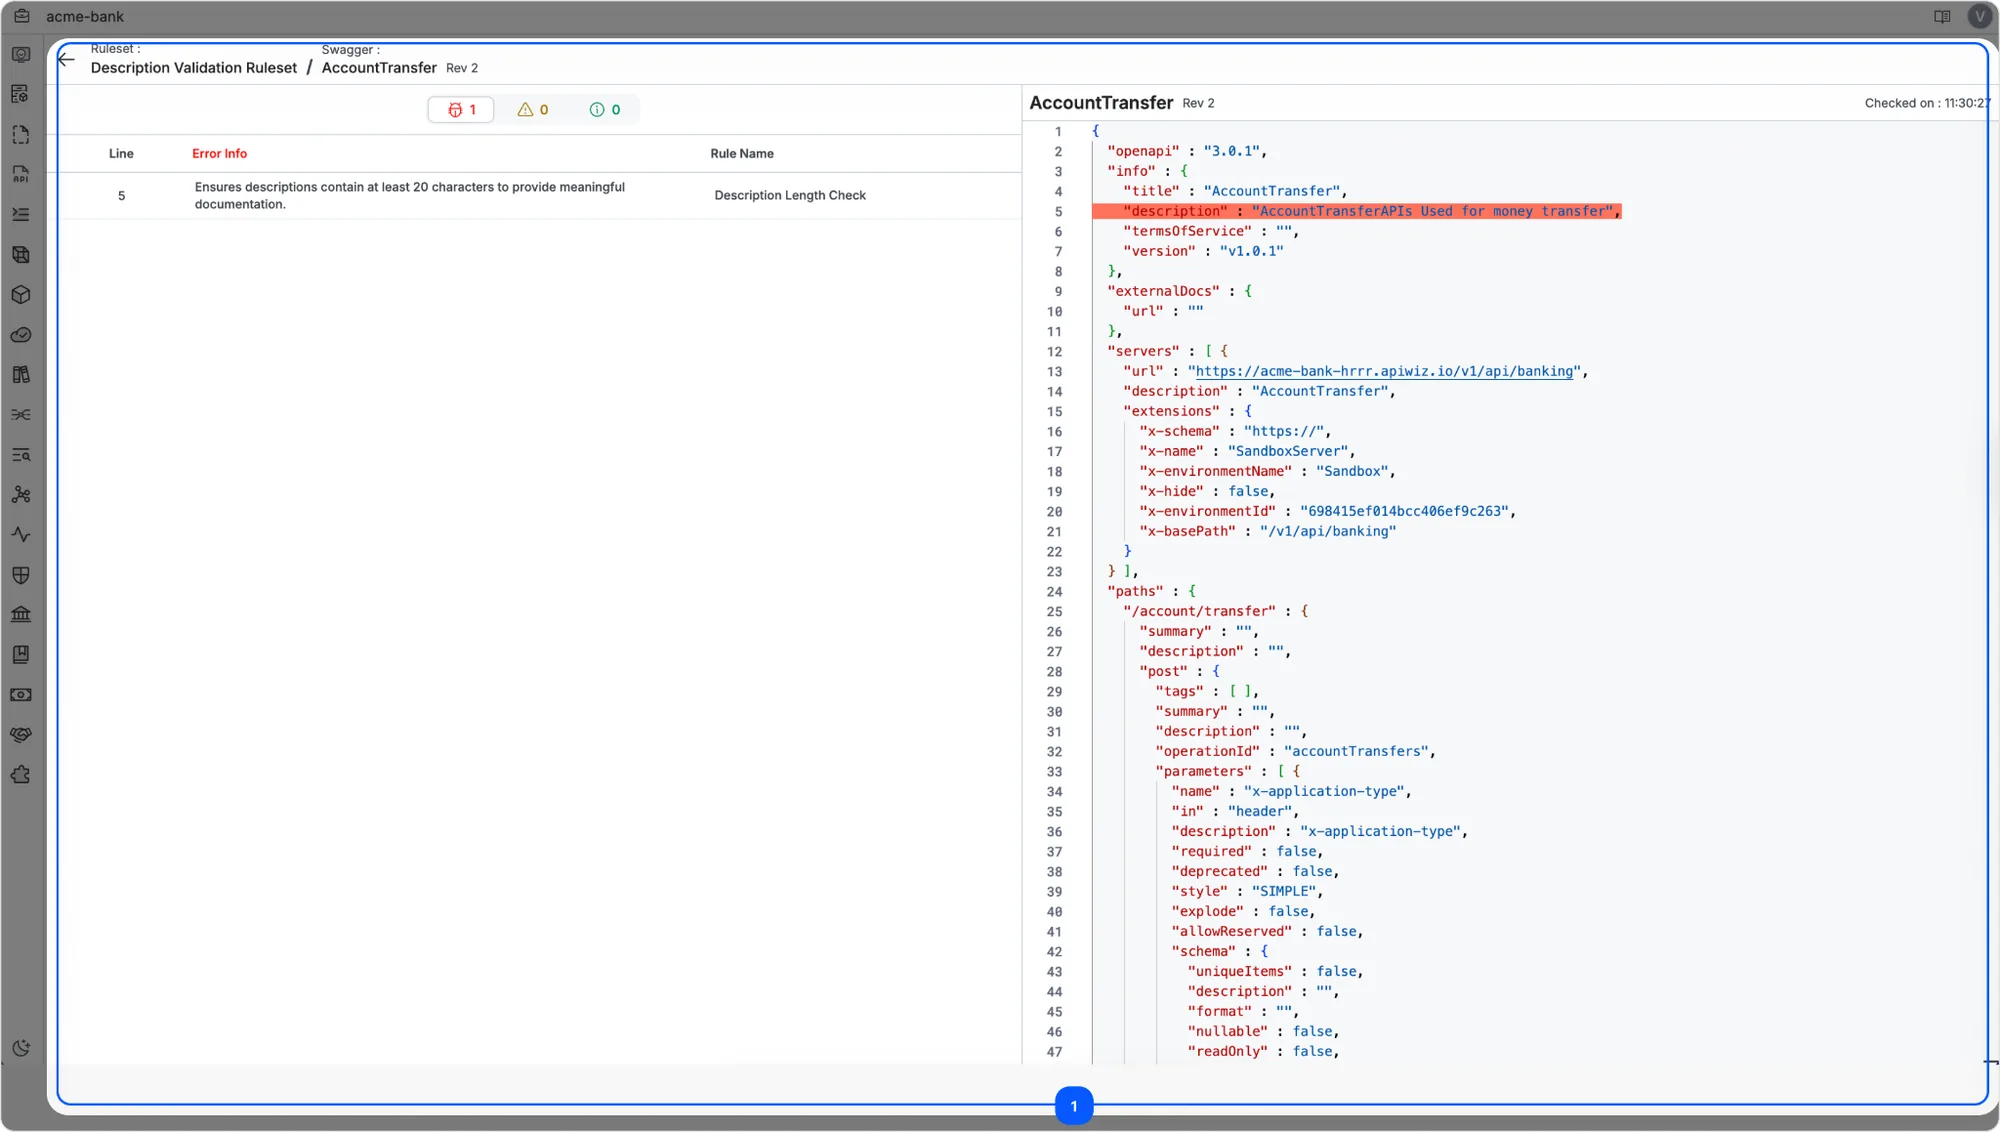 acme-bank
V
Ruleset :
Swagger :
Description Validation Ruleset / AccountTransfer Rev 2
1
0
0
Line Error Info Rule Name
5 Ensures descriptions contain at least 20 characters to provide meaningful documentation. Description Length Check
AccountTransfer Rev 2
Checked on : 11:30:27
1 {
2 "openapi" : "3.0.1",
3 "info" : {
4 "title" : "AccountTransfer",
5 "description" : "AccountTransferAPIs Used for money transfer",
6 "termsOfService" : "",
7 "version" : "v1.0.1"
8 },
9 "externalDocs" : {
10 "url" : ""
11 },
12 "servers" : [ {
13 "url" : "https://acme-bank-hrrr.apiwiz.io/v1/api/banking",
14 "description" : "AccountTransfer",
15 "extensions" : {
16 "x-schema" : "https://",
17 "x-name" : "SandboxServer",
18 "x-environmentName" : "Sandbox",
19 "x-hide" : false,
20 "x-environmentId" : "698415ef014bcc406ef9c263",
21 "x-basePath" : "/v1/api/banking"
22 }
23 } ],
24 "paths" : {
25 "/account/transfer" : {
26 "summary" : "",
27 "description" : "",
28 "post" : {
29 "tags" : [ ],
30 "summary" : "",
31 "description" : "",
32 "operationId" : "accountTransfers",
33 "parameters" : [ {
34 "name" : "x-application-type",
35 "in" : "header",
36 "description" : "x-application-type",
37 "required" : false,
38 "deprecated" : false,
39 "style" : "SIMPLE",
40 "explode" : false,
41 "allowReserved" : false,
42 "schema" : {
43 "uniqueItems" : false,
44 "description" : "",
45 "format" : "",
46 "nullable" : false,
47 "readOnly" : false,
1
API